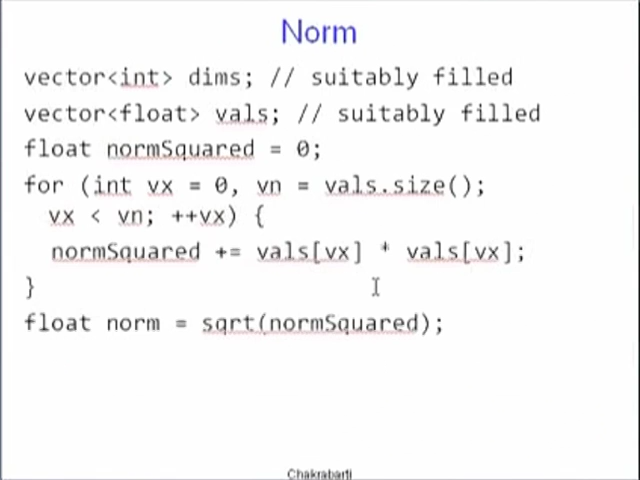 Norm
vector<int> dims; // suitably filled
vector<float> vals; // suitably filled
float normSquared = 0;
for (int vx = 0, vn = vals.size();
vx < vn; ++vx) {
normSquared += vals[vx] * vals[vx];
}
float norm = sqrt(normSquared);
Chakrabarti